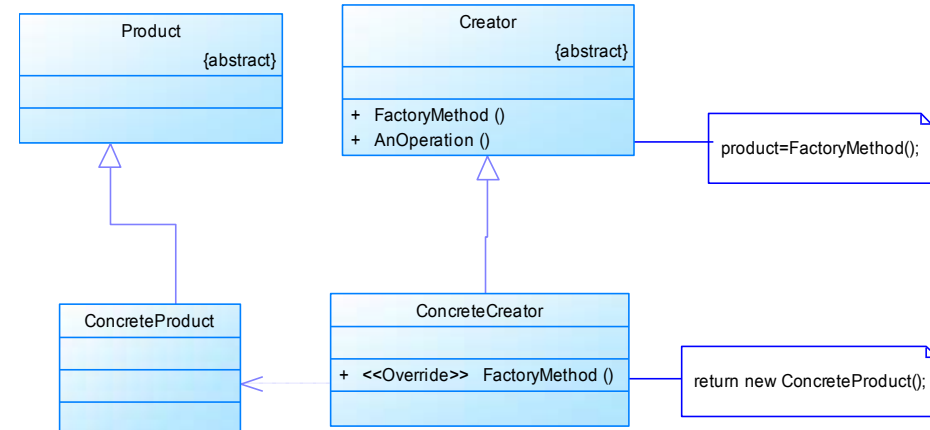 Product
{abstract}
Creator
{abstract}
+ FactoryMethod ()
+ AnOperation ()
product=FactoryMethod();
ConcreteProduct
ConcreteCreator
+ <<Override>> FactoryMethod ()
return new ConcreteProduct();